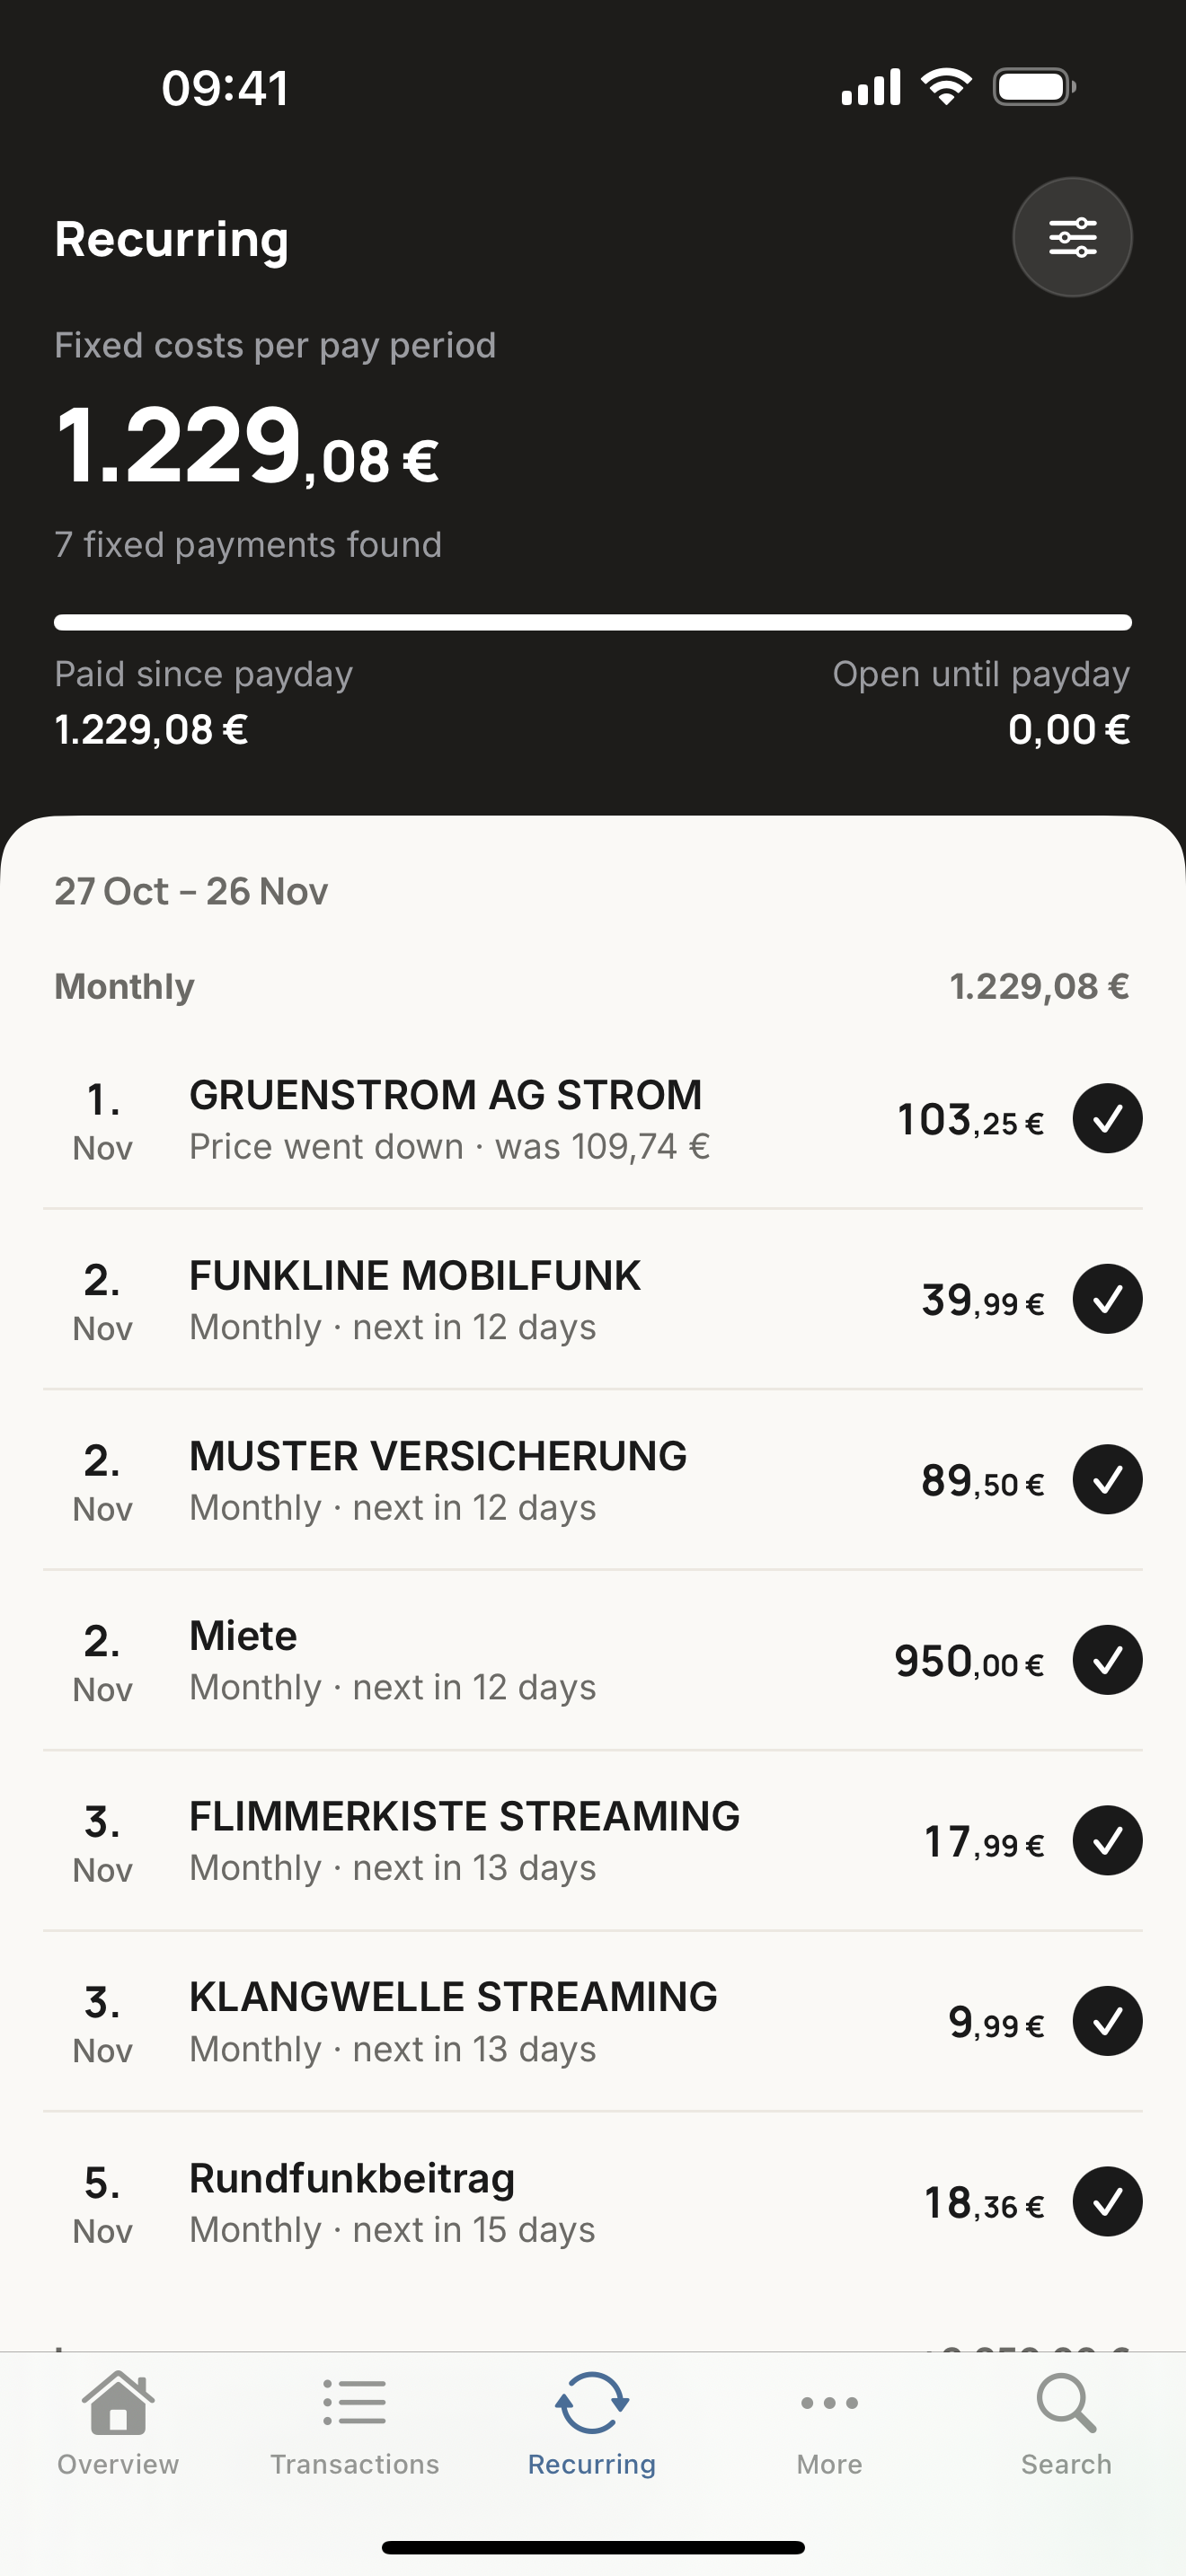 09:41
Recurring
Fixed costs per pay period
1.229,08 €
7 fixed payments found
Paid since payday
Open until payday
1.229,08 €
0,00 €
27 Oct – 26 Nov
Monthly
1.229,08 €
1.
Nov
GRUENSTROM AG STROM
Price went down · was 109,74 €
103,25 €
2.
Nov
FUNKLINE MOBILFUNK
Monthly · next in 12 days
39,99 €
2.
Nov
MUSTER VERSICHERUNG
Monthly · next in 12 days
89,50 €
2.
Nov
Miete
Monthly · next in 12 days
950,00 €
3.
Nov
FLIMMERKISTE STREAMING
Monthly · next in 13 days
17,99 €
3.
Nov
KLANGWELLE STREAMING
Monthly · next in 13 days
9,99 €
5.
Nov
Rundfunkbeitrag
Monthly · next in 15 days
18,36 €
Overview
Transactions
Recurring
More
Search